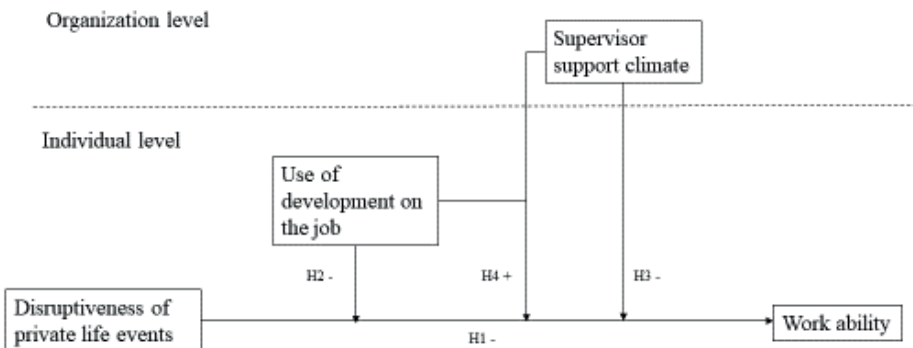 Organization level
Supervisor
support climate
Individual level
Use of
development on
the job
H2 -
H4 +
H3 -
Disruptiveness of
private life events
H1 -
Work ability